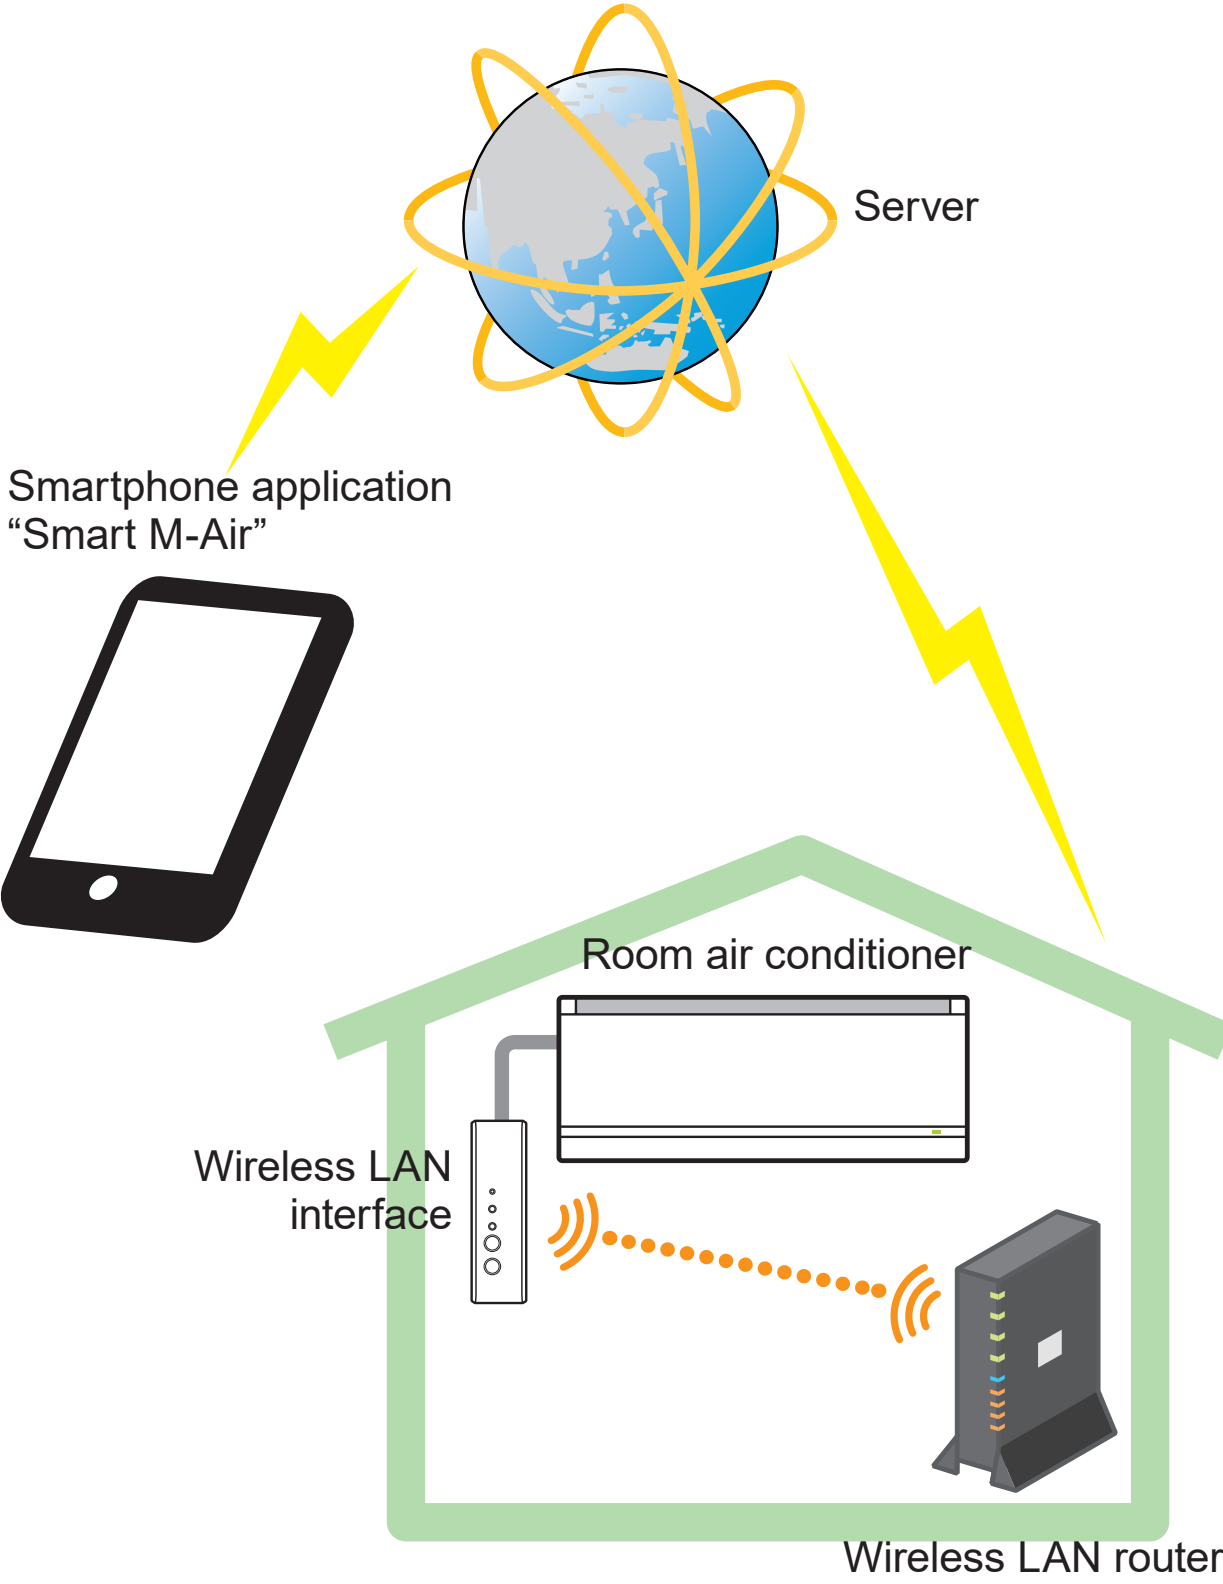 Server
Smartphone application
“Smart M-Air”
Room air conditioner
Wireless LAN
interface
Wireless LAN router